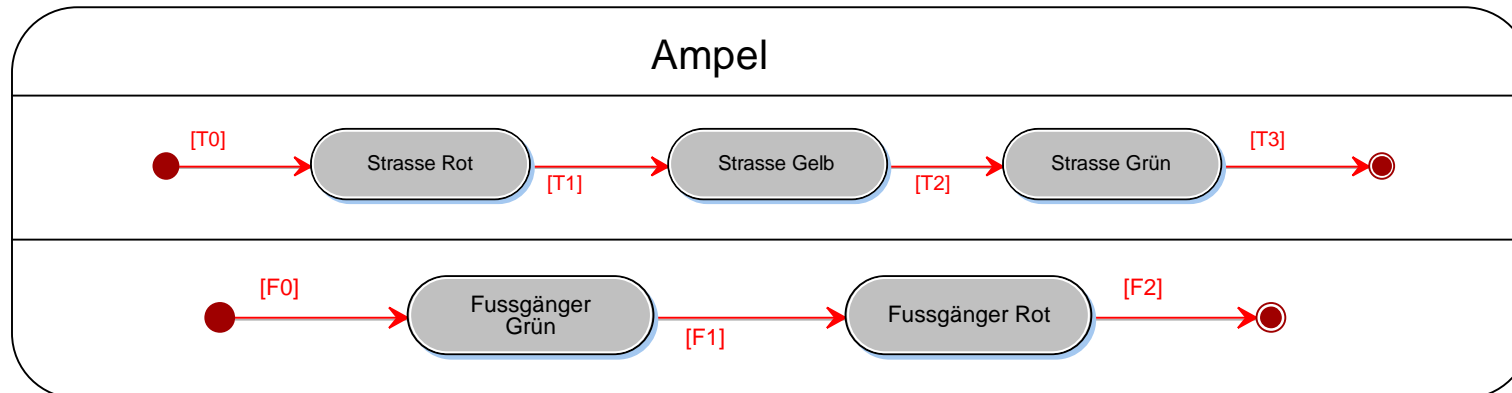 Ampel
[T0]
Strasse Rot
[T1]
Strasse Gelb
[T2]
Strasse Grün
[T3]
[F0]
Fussgänger
Grün
[F1]
Fussgänger Rot
[F2]